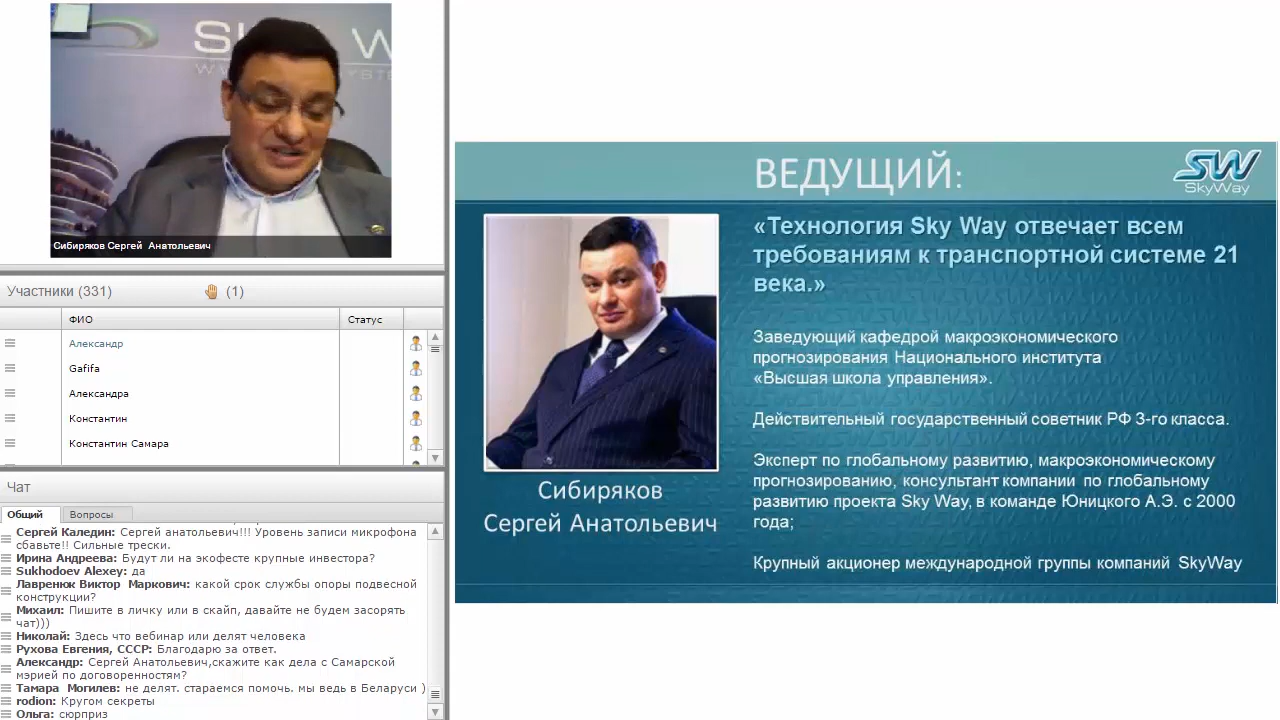 SKY W
Сибиряков Сергей Анатольевич
Участники (331)
(1)
ФИО
Статус
Александр
Gafifa
Александра
Константин
Константин Самара
Чат
Общий
Вопросы
Сергей Каледин: Сергей анатольевич!!! Уровень записи микрофона
сбавьте!! Сильные трески.
Ирина Андреева: Будут ли на экофесте крупные инвестора?
Sukhodoev Alexey: да
Лавренюк Виктор Маркович: какой срок службы опоры подвесной
конструкции?
Михаил: Пишите в личку или в скайп, давайте не будем засорять
чат)))
Николай: Здесь что вебинар или делят человека
Рухова Евгения, СССР: Благодарю за ответ.
Александр: Сергей Анатольевич,скажите как дела с Самарской
мэрией по договоренностям?
Тамара Могилев: не делят. стараемся помочь. мы ведь в Беларуси )
rodion: Кругом секреты
Ольга: сюрприз
ВЕДУЩИЙ:
SW
SkyWay
«Технология Sky Way отвечает всем
требованиям к транспортной системе 21
века.»
Заведующий кафедрой макроэкономического
прогнозирования Национального института
«Высшая школа управления».
Действительный государственный советник РФ 3-го класса.
Эксперт по глобальному развитию, макроэкономическому
прогнозированию, консультант компании по глобальному
развитию проекта Sky Way, в команде Юницкого А.Э. с 2000
года;
Крупный акционер международной группы компаний SkyWay
Сибиряков
Сергей Анатольевич